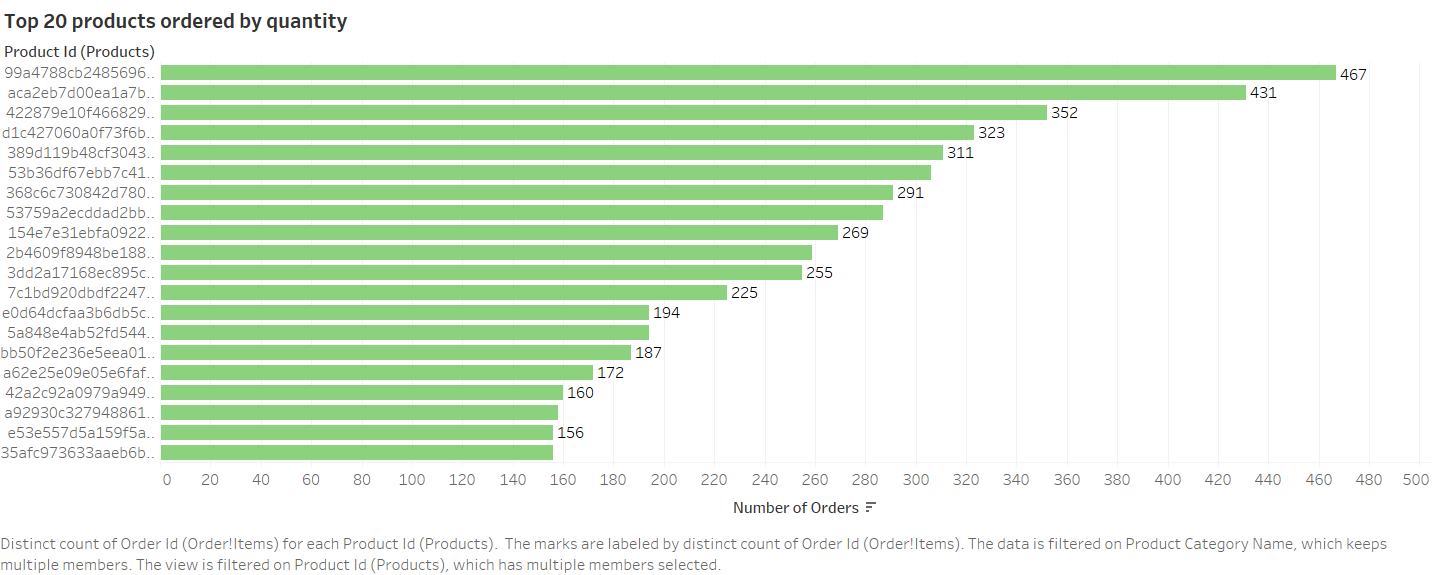 Top 20 products ordered by quantity
Product Id (Products)
99a4788cb2485696.. 467
aca2eb7d00ea1a7b.. 431
422879e10f466829.. 352
d1c427060a0f73f6b.. 323
389d119b48cf3043.. 311
53b36df67ebb7c41..
368c6c730842d780.. 291
53759a2ecddad2bb..
154e7e31ebfa0922.. 269
2b4609f8948be188..
3dd2a17168ec895c.. 255
7c1bd920dbdf2247.. 225
e0d64dcfaa3b6db5c.. 194
5a848e4ab52fd544..
bb50f2e236e5eea01.. 187
a62e25e09e05e6faf.. 172
42a2c92a0979a949.. 160
a92930c327948861..
e53e557d5a159f5a.. 156
35afc973633aaeb6b..
0 20 40 60 80 100 120 140 160 180 200 220 240 260 280 300 320 340 360 380 400 420 440 460 480 500
Number of Orders
Distinct count of Order Id (Order!Items) for each Product Id (Products).  The marks are labeled by distinct count of Order Id (Order!Items). The data is filtered on Product Category Name, which keeps
multiple members. The view is filtered on Product Id (Products), which has multiple members selected.